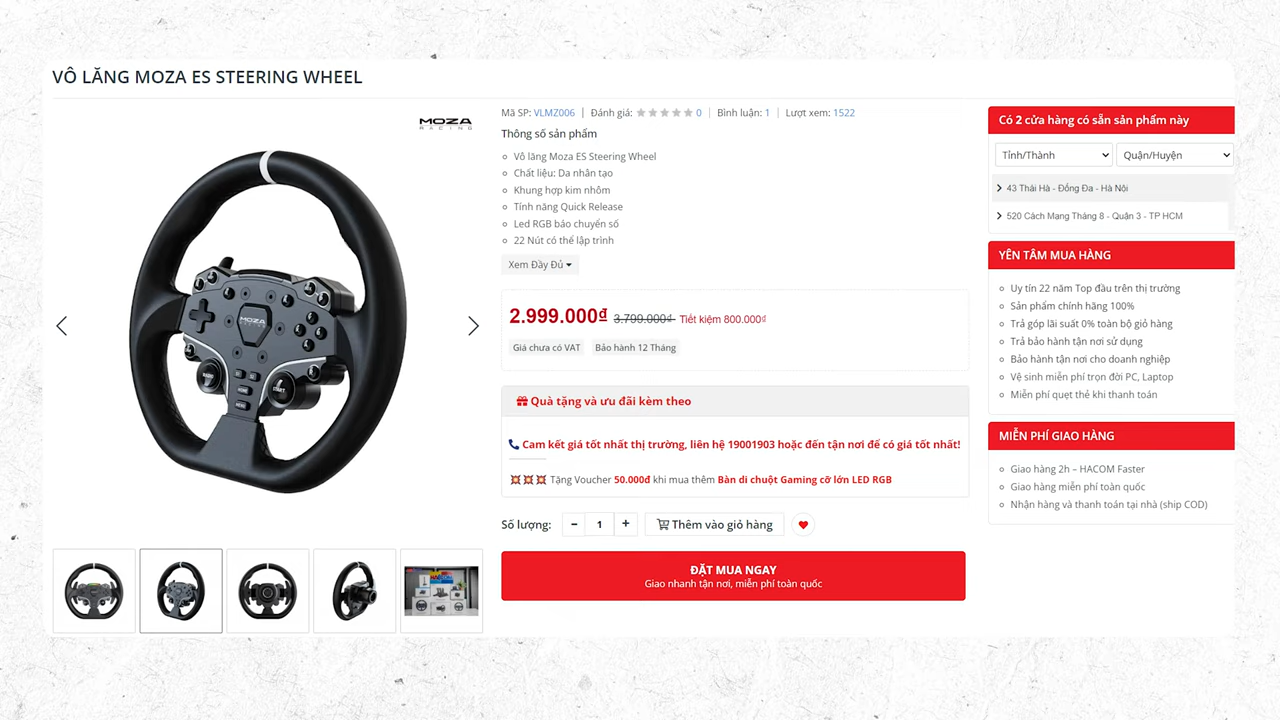 VÔ LĂNG MOZA ES STEERING WHEEL
MOZA
RACING
MOZA
START
Mã SP: VLMZ006 | Đánh giá: 0 | Bình luận: 1 | Lượt xem: 1522
Thông số sản phẩm
Vô lăng Moza ES Steering Wheel
Chất liệu: Da nhân tạo
Khung hợp kim nhôm
Tính năng Quick Release
Led RGB báo chuyển số
22 Nút có thể lập trình
Xem Đầy Đủ
2.999.000₫ 3.799.000₫ Tiết kiệm 800.000₫
Giá chưa có VAT Bảo hành 12 Tháng
Quà tặng và ưu đãi kèm theo
Cam kết giá tốt nhất thị trường, liên hệ 19001903 hoặc đến tận nơi để có giá tốt nhất!
Tặng Voucher 50.000đ khi mua thêm Bàn di chuột Gaming cỡ lớn LED RGB
Số lượng: − 1 + Thêm vào giỏ hàng
ĐẶT MUA NGAY
Giao nhanh tận nơi, miễn phí toàn quốc
Có 2 cửa hàng có sẵn sản phẩm này
Tỉnh/Thành Quận/Huyện
43 Thái Hà - Đống Đa - Hà Nội
520 Cách Mạng Tháng 8 - Quận 3 - TP HCM
YÊN TÂM MUA HÀNG
Uy tín 22 năm Top đầu trên thị trường
Sản phẩm chính hãng 100%
Trả góp lãi suất 0% toàn bộ giỏ hàng
Trả bảo hành tận nơi sử dụng
Bảo hành tận nơi cho doanh nghiệp
Vệ sinh miễn phí trọn đời PC, Laptop
Miễn phí quẹt thẻ khi thanh toán
MIỄN PHÍ GIAO HÀNG
Giao hàng 2h – HACOM Faster
Giao hàng miễn phí toàn quốc
Nhận hàng và thanh toán tại nhà (ship COD)